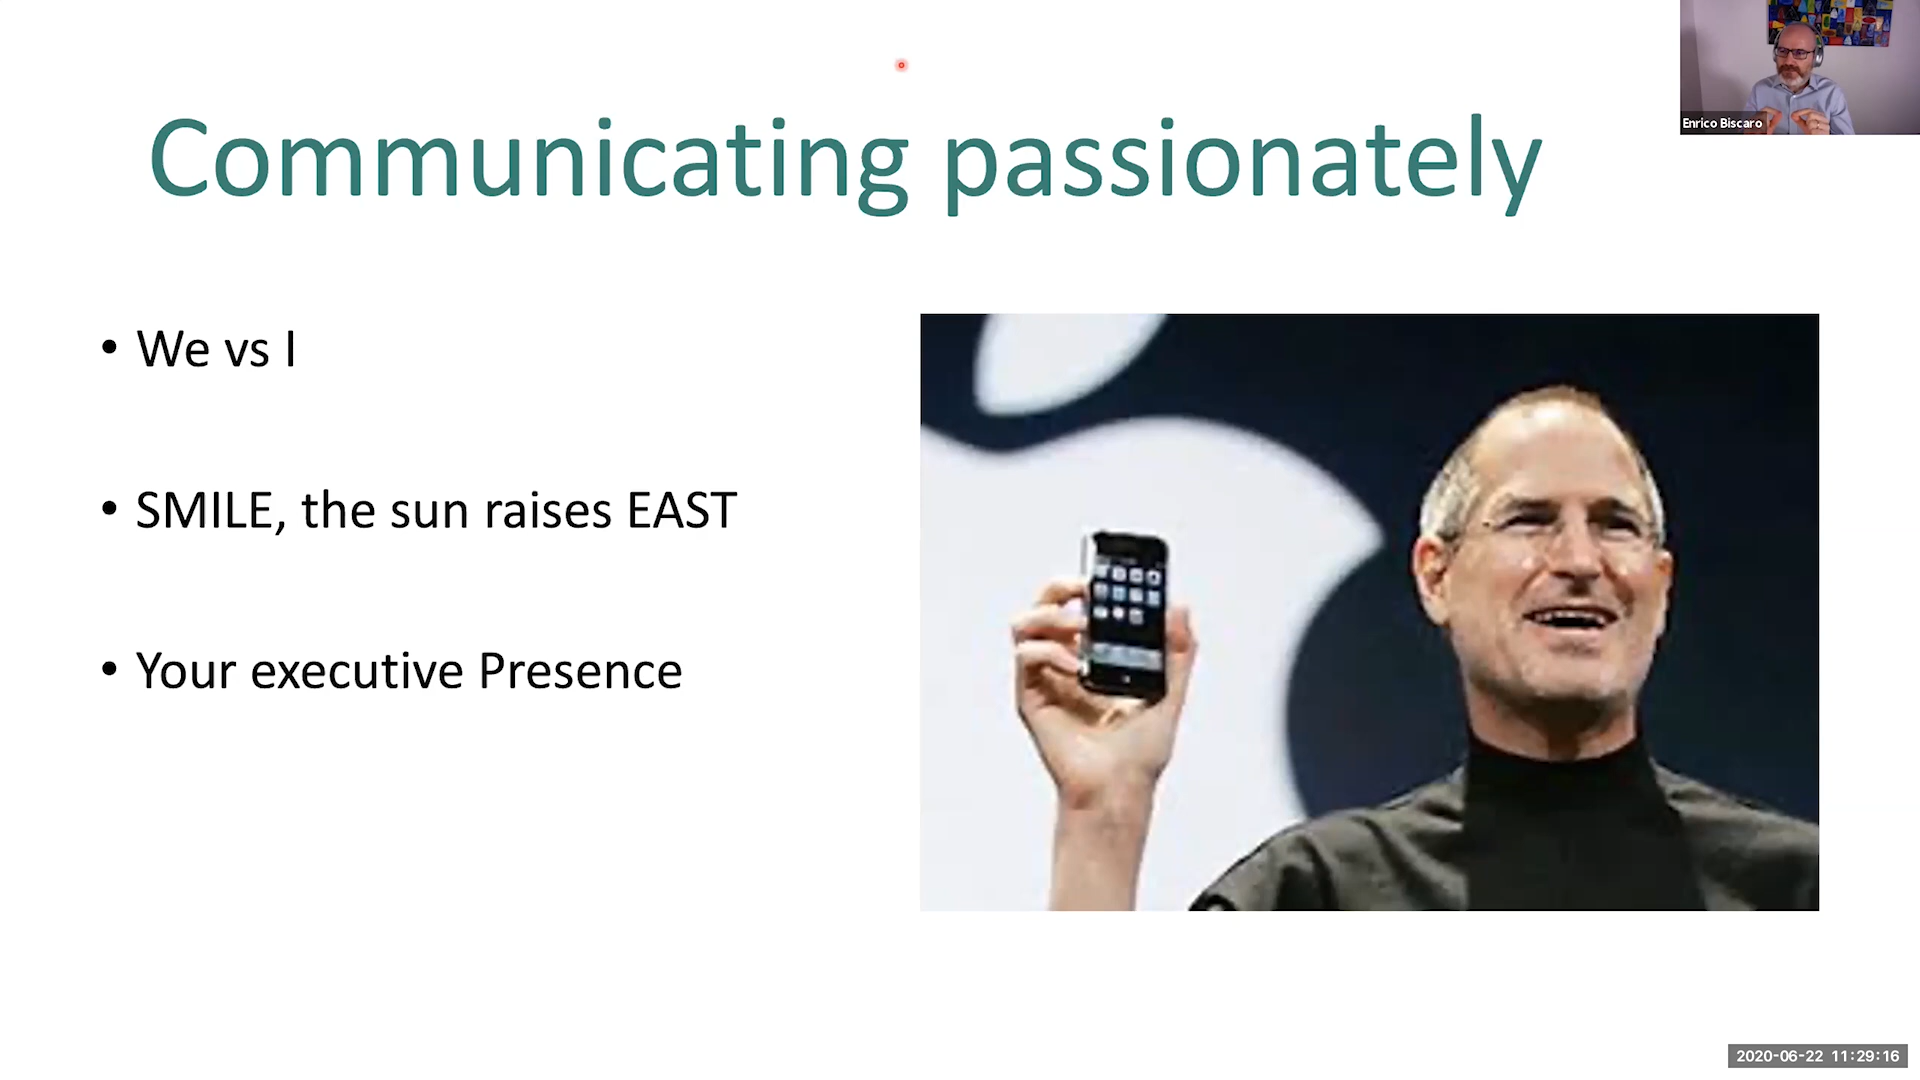 Communicating passionately
Enrico Biscaro
• We vs I
• SMILE, the sun raises EAST
• Your executive Presence
2020-06-22 11:29:16